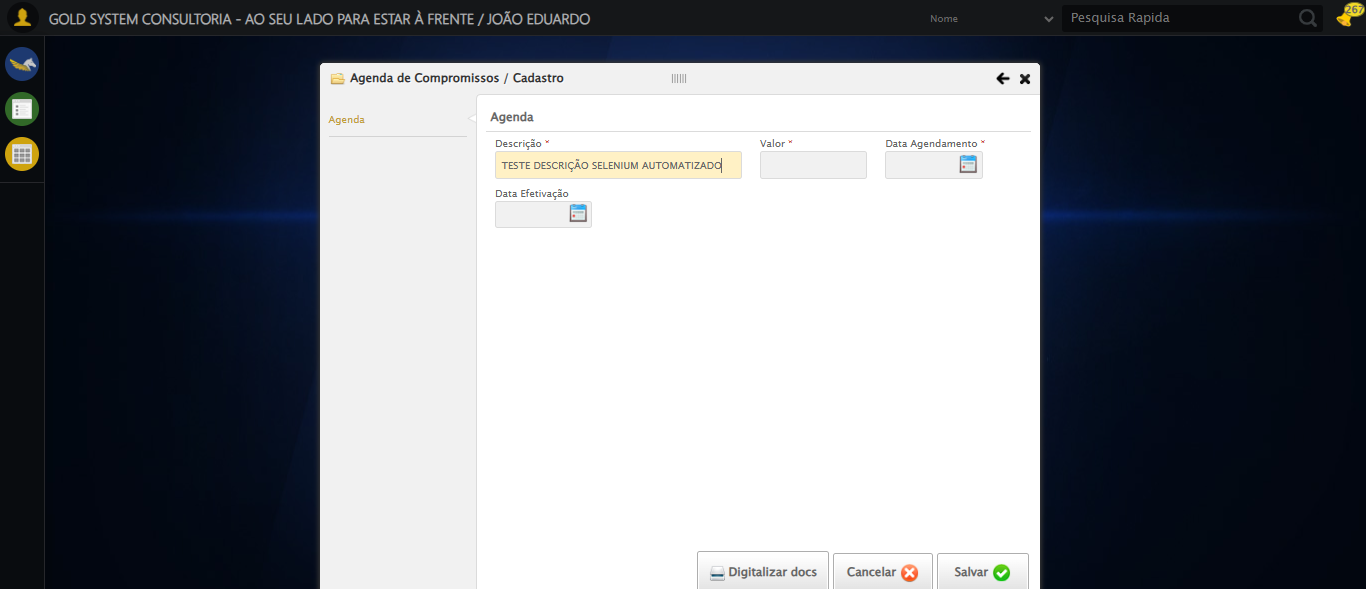 GOLD SYSTEM CONSULTORIA - AO SEU LADO PARA ESTAR À FRENTE / JOÃO EDUARDO
Nome
Pesquisa Rapida
267
Agenda de Compromissos / Cadastro
Agenda
Agenda
Descrição * Valor * Data Agendamento *
TESTE DESCRIÇÃO SELENIUM AUTOMATIZADO
Data Efetivação
Digitalizar docs Cancelar Salvar